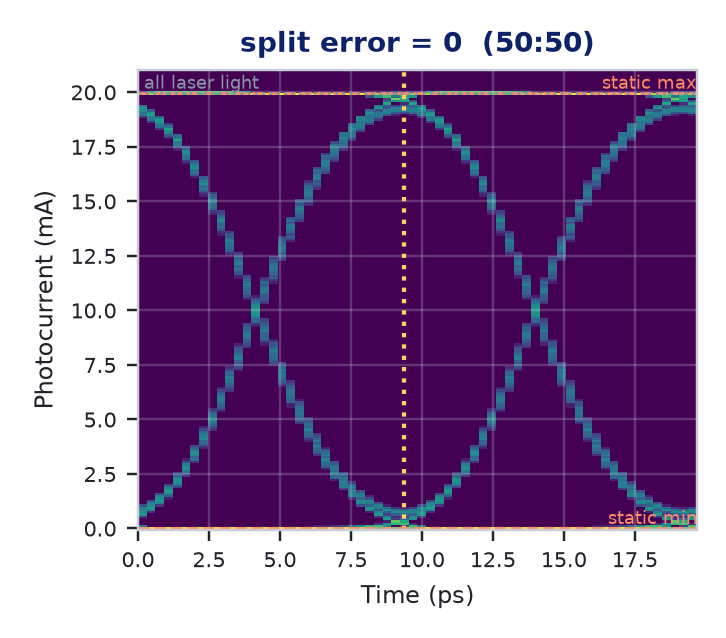 split error = 0 (50:50)
all laser light
static max
static min
Photocurrent (mA)
20.0
17.5
15.0
12.5
10.0
7.5
5.0
2.5
0.0
0.0 2.5 5.0 7.5 10.0 12.5 15.0 17.5
Time (ps)